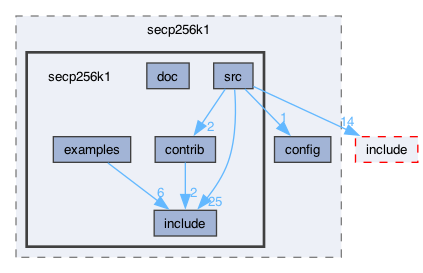 secp256k1
secp256k1
doc
src
2
1
14
examples
contrib
config
include
6
2
25
include